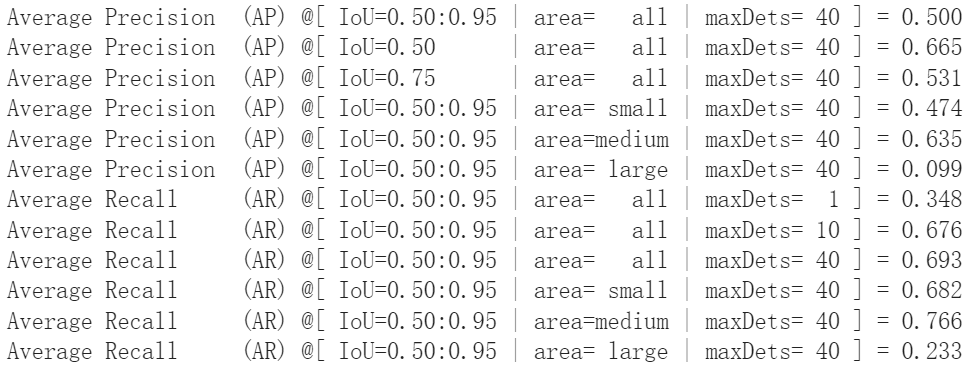 Average Precision  (AP) @[ IoU=0.50:0.95 | area=   all | maxDets= 40 ] = 0.500
Average Precision  (AP) @[ IoU=0.50      | area=   all | maxDets= 40 ] = 0.665
Average Precision  (AP) @[ IoU=0.75      | area=   all | maxDets= 40 ] = 0.531
Average Precision  (AP) @[ IoU=0.50:0.95 | area= small | maxDets= 40 ] = 0.474
Average Precision  (AP) @[ IoU=0.50:0.95 | area=medium | maxDets= 40 ] = 0.635
Average Precision  (AP) @[ IoU=0.50:0.95 | area= large | maxDets= 40 ] = 0.099
Average Recall     (AR) @[ IoU=0.50:0.95 | area=   all | maxDets=  1 ] = 0.348
Average Recall     (AR) @[ IoU=0.50:0.95 | area=   all | maxDets= 10 ] = 0.676
Average Recall     (AR) @[ IoU=0.50:0.95 | area=   all | maxDets= 40 ] = 0.693
Average Recall     (AR) @[ IoU=0.50:0.95 | area= small | maxDets= 40 ] = 0.682
Average Recall     (AR) @[ IoU=0.50:0.95 | area=medium | maxDets= 40 ] = 0.766
Average Recall     (AR) @[ IoU=0.50:0.95 | area= large | maxDets= 40 ] = 0.233